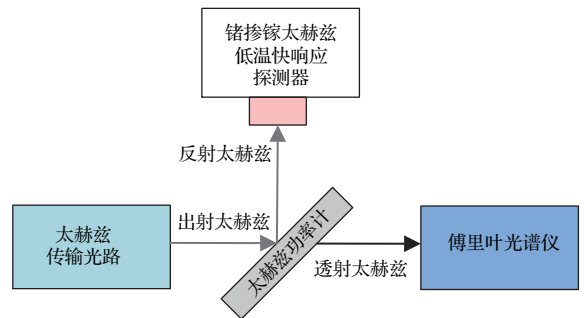 锗掺镓太赫兹
低温快响应
探测器
反射太赫兹
太赫兹
传输光路
出射太赫兹
太赫兹功率计
透射太赫兹
傅里叶光谱仪